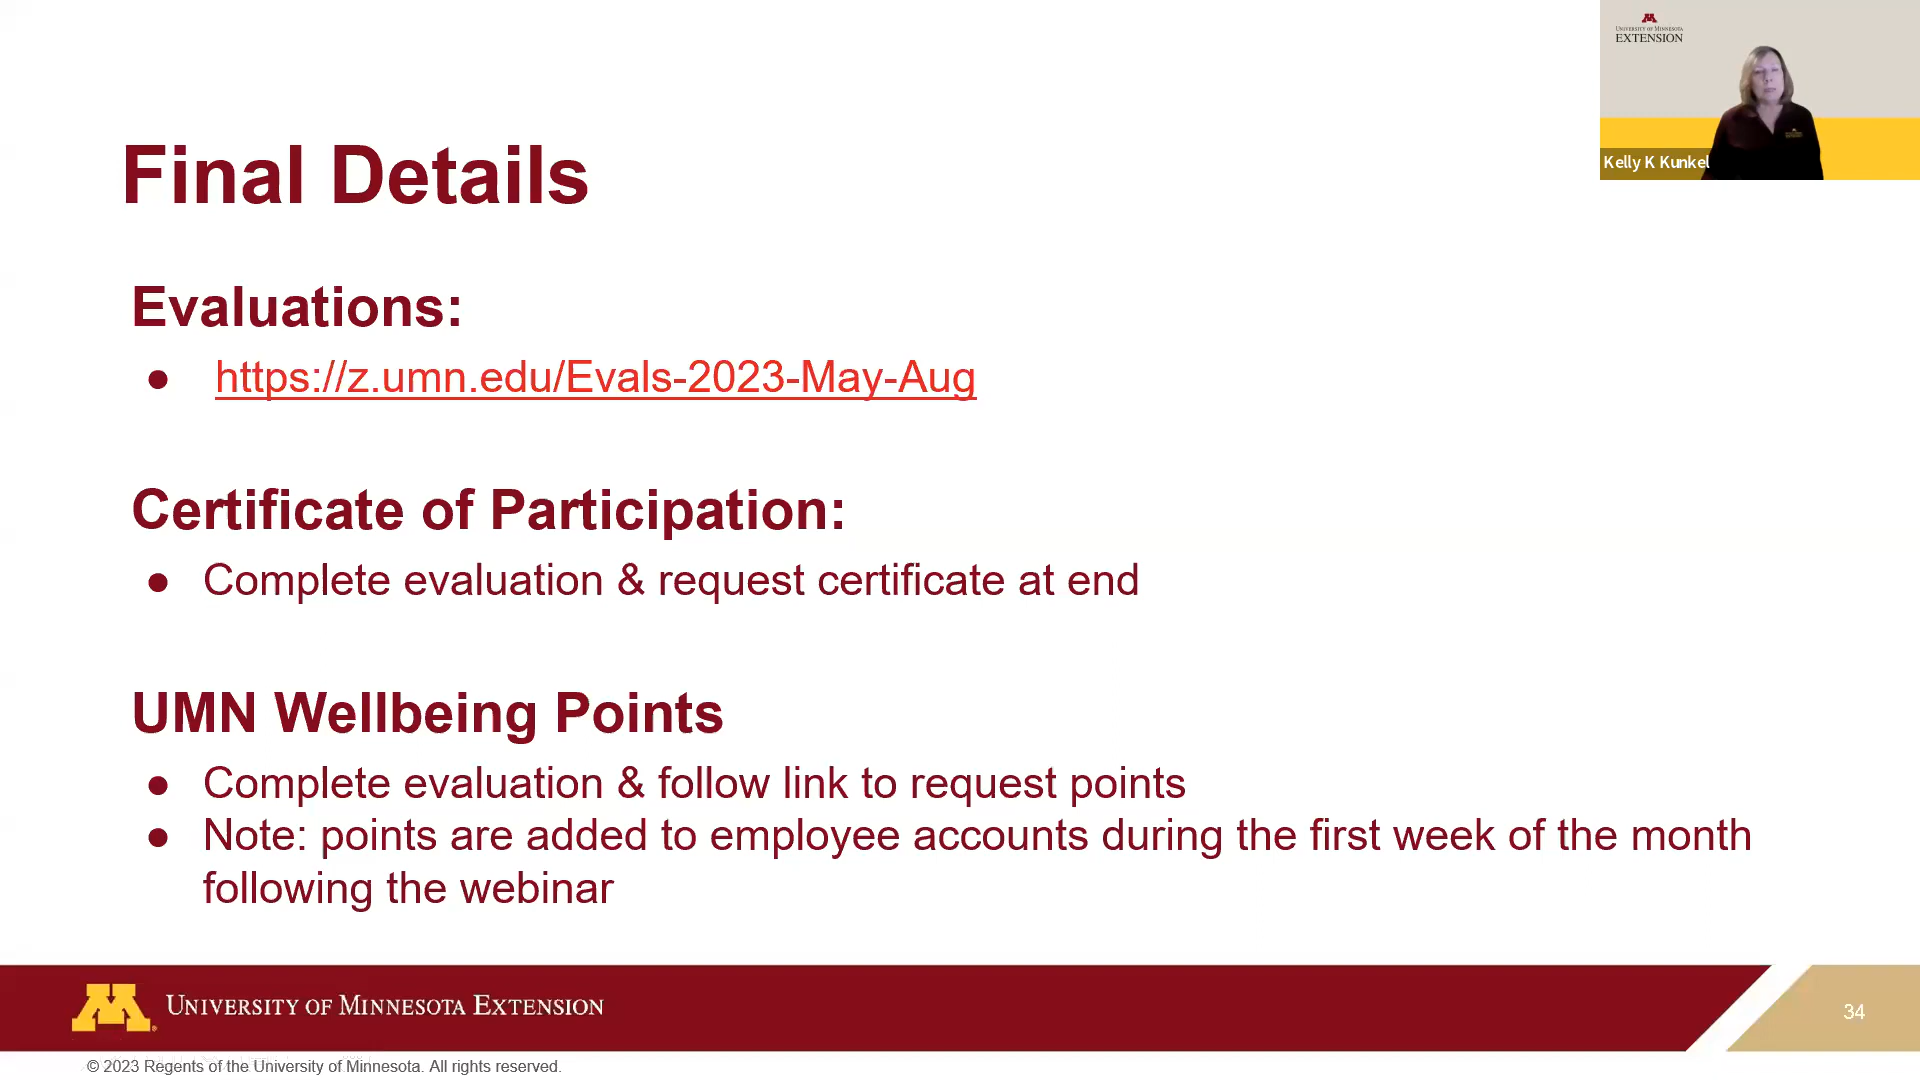 UNIVERSITY OF MINNESOTA
EXTENSION
Kelly K Kunkel
Final Details
Evaluations:
● https://z.umn.edu/Evals-2023-May-Aug
Certificate of Participation:
● Complete evaluation & request certificate at end
UMN Wellbeing Points
● Complete evaluation & follow link to request points
● Note: points are added to employee accounts during the first week of the month
following the webinar
M
UNIVERSITY OF MINNESOTA EXTENSION
34
© 2023 Regents of the University of Minnesota. All rights reserved.